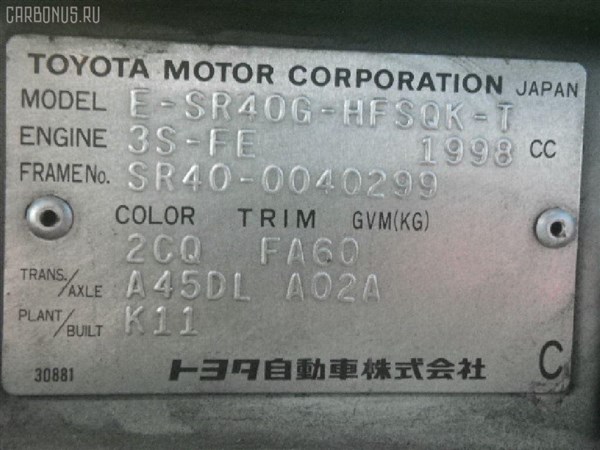 CARBONUS.RU
TOYOTA MOTOR CORPORATION JAPAN
MODEL E-SR40G-HFSQK-T
ENGINE 3S-FE 1998 CC
FRAME No. SR40-0040299
COLOR TRIM GVM(KG)
2CQ FA60
TRANS./AXLE A45DL A02A
PLANT/BUILT K11
30881 トヨタ自動車株式会社 C